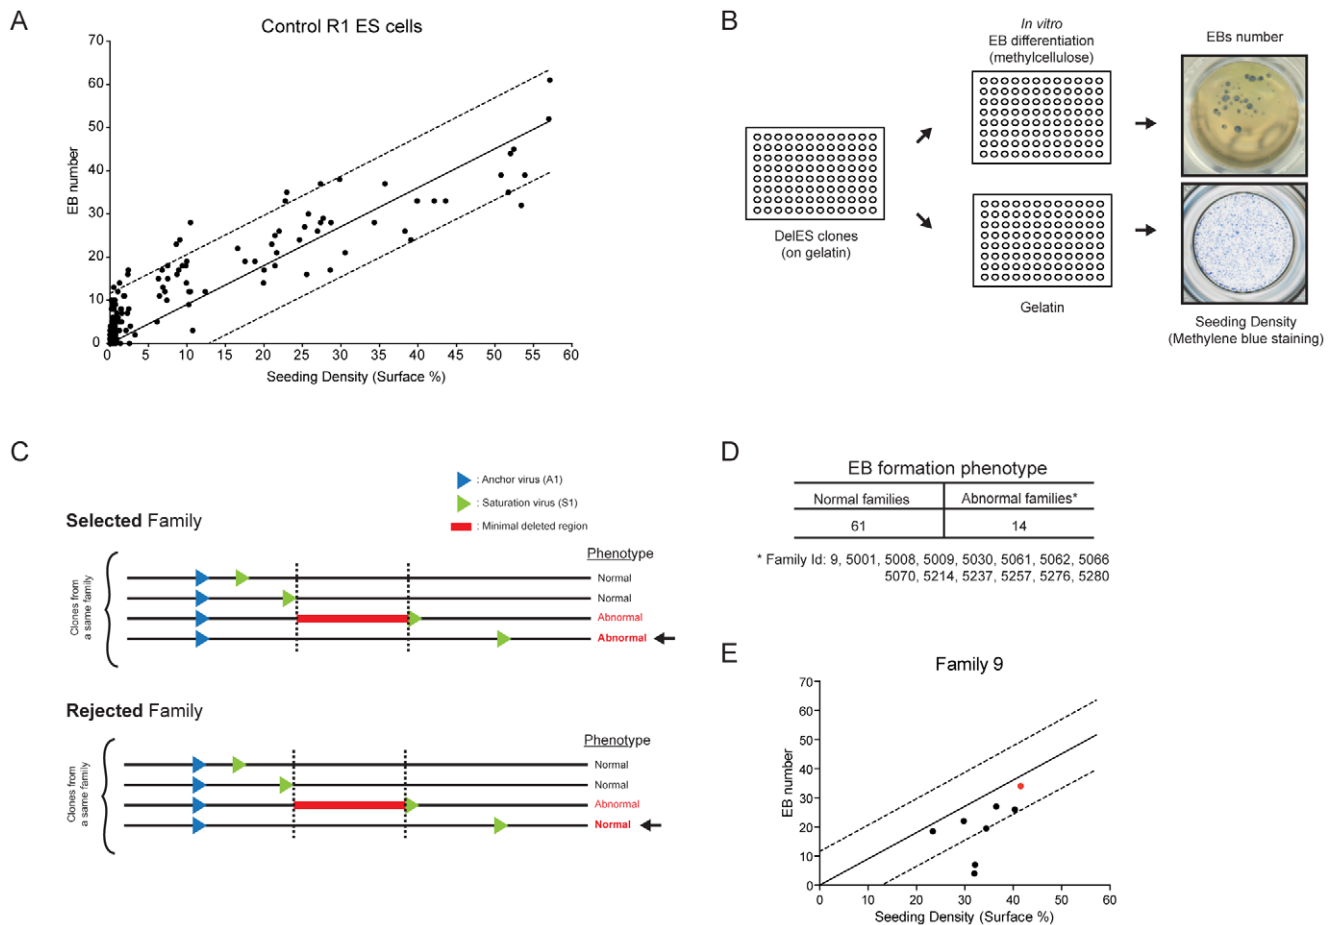 A
Control R1 ES cells
70
60
50
40
30
20
10
0
EB number
0 5 10 15 20 25 30 35 40 45 50 55 60
Seeding Density (Surface %)
B
In vitro
EB differentiation
(methylcellulose)
EBs number
DelES clones
(on gelatin)
Gelatin
Seeding Density
(Methylene blue staining)
C
: Anchor virus (A1)
: Saturation virus (S1)
: Minimal deleted region
Selected Family
Phenotype
Clones from
a same family
Normal
Normal
Abnormal
Abnormal
Rejected Family
Phenotype
Clones from
a same family
Normal
Normal
Abnormal
Normal
D
EB formation phenotype
Normal families Abnormal families*
61 14
* Family Id: 9, 5001, 5008, 5009, 5030, 5061, 5062, 5066
5070, 5214, 5237, 5257, 5276, 5280
E
Family 9
70
60
50
40
30
20
10
0
EB number
0 10 20 30 40 50 60
Seeding Density (Surface %)